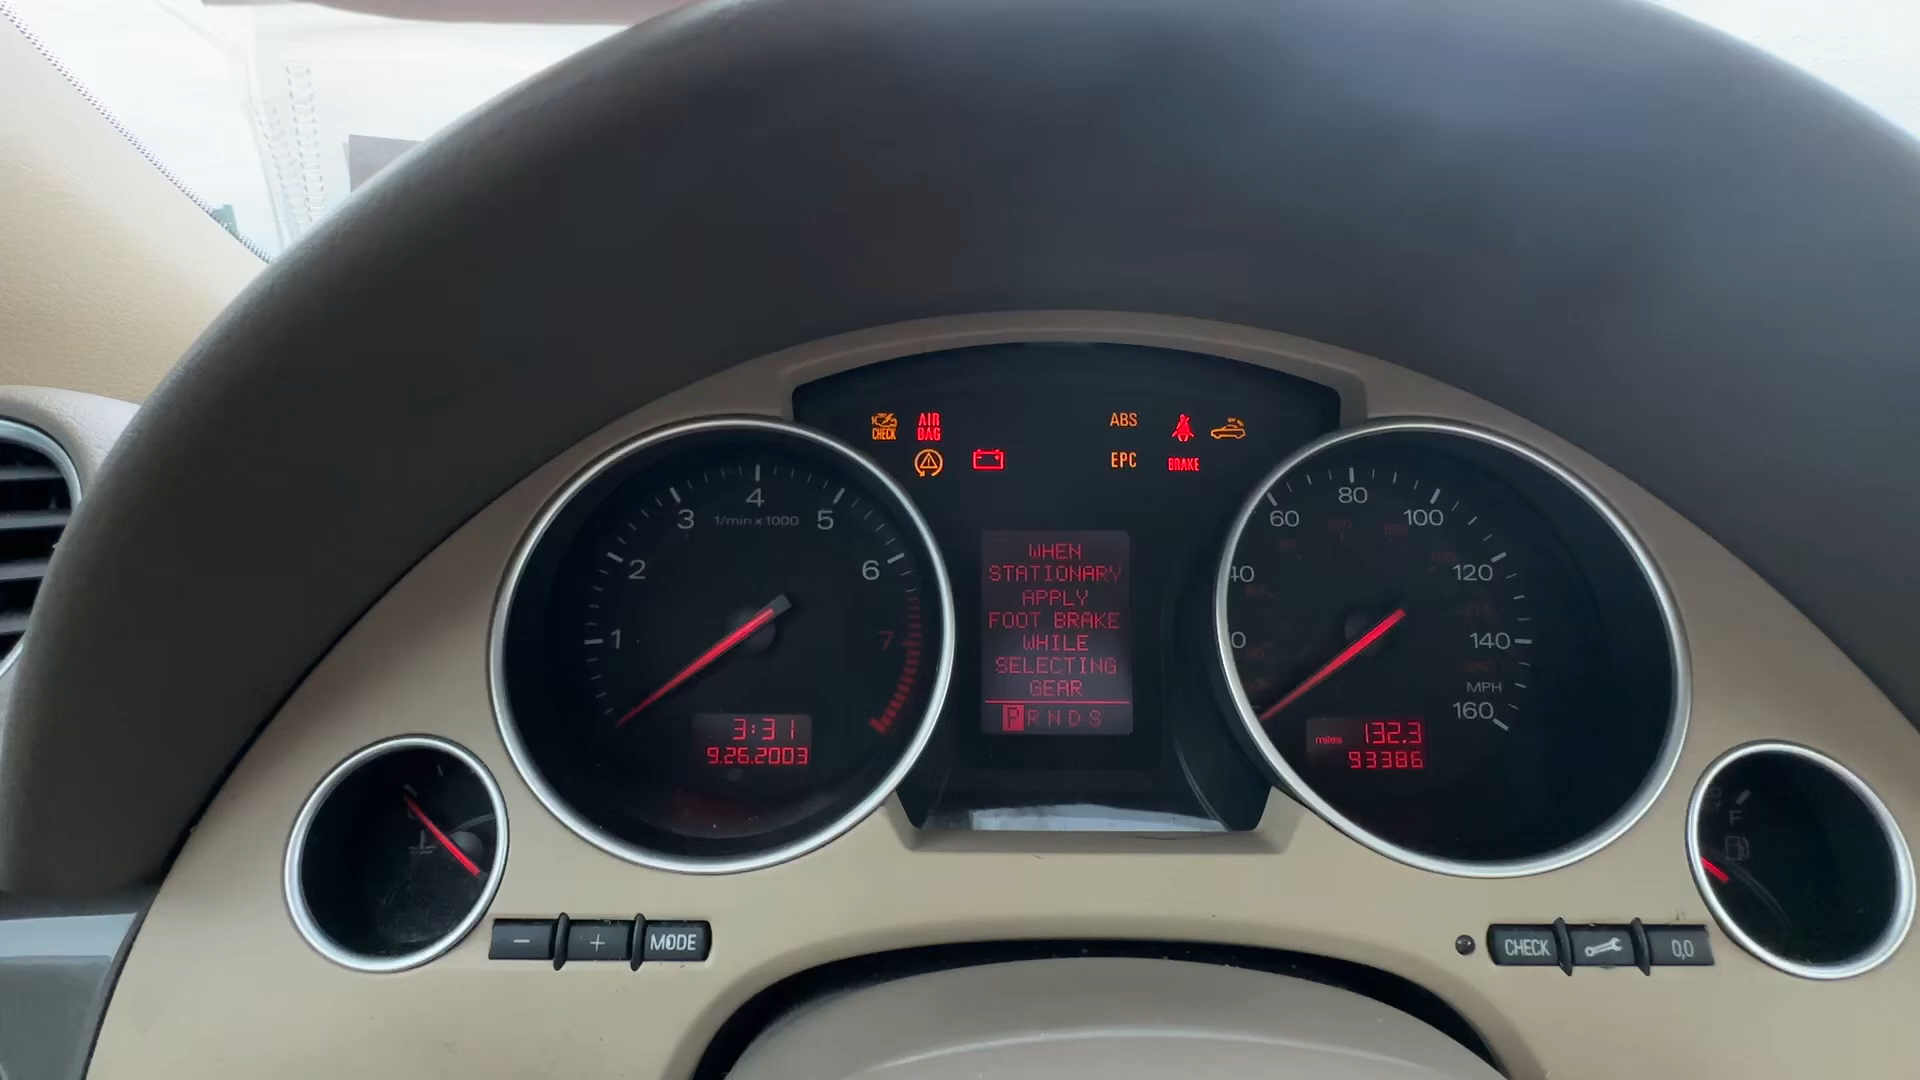 CHECK
AIR
BAG
ABS
EPC
BRAKE
1
2
3
4
5
6
7
1/min x 1000
3:31
9.26.2003
WHEN
STATIONARY
APPLY
FOOT BRAKE
WHILE
SELECTING
GEAR
P R N D S
40
60
80
100
120
140
160
MPH
miles 132.3
93386
F
- + MODE
CHECK 0,0